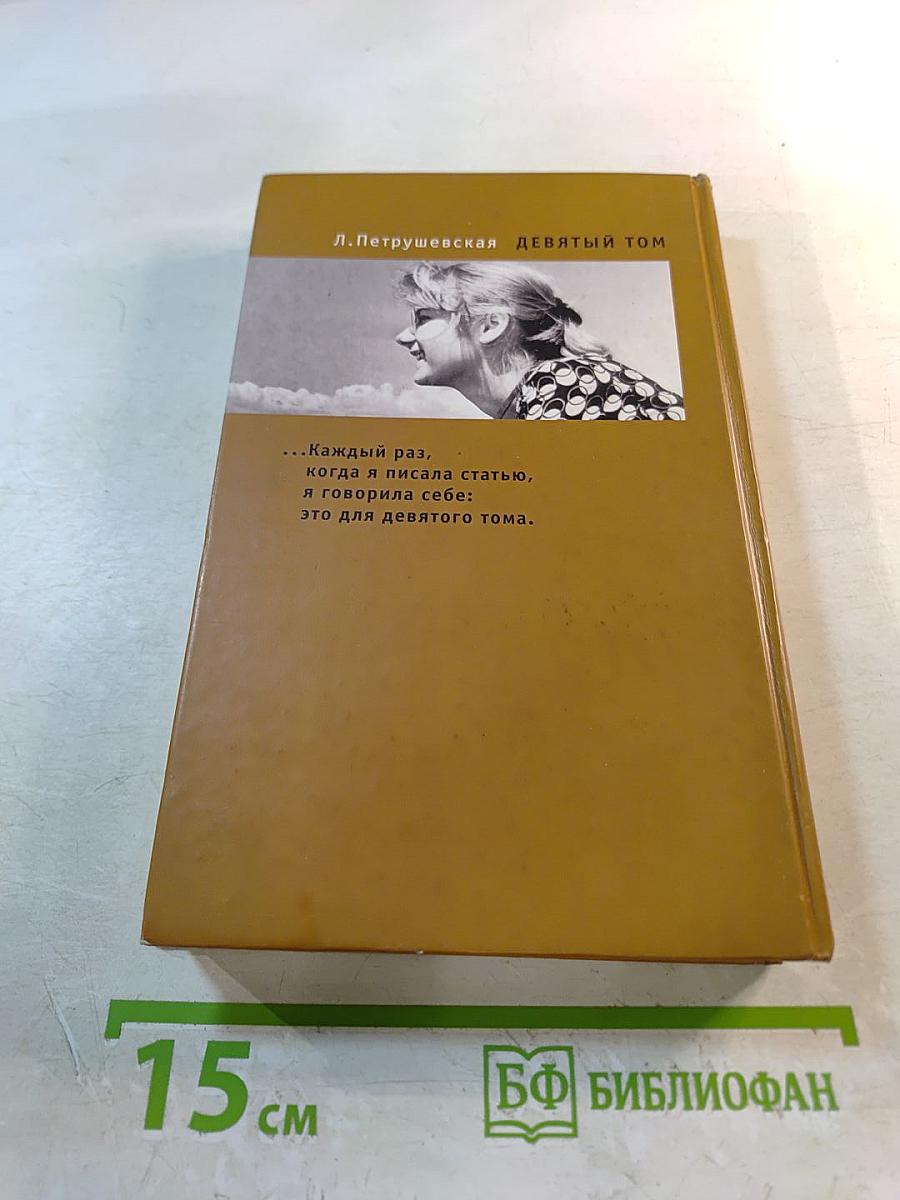 Л.Петрушевская ДЕВЯТЫЙ ТОМ
...Каждый раз,
когда я писала статью,
я говорила себе:
это для девятого тома.
15 см
БФ БИБЛИОФАН